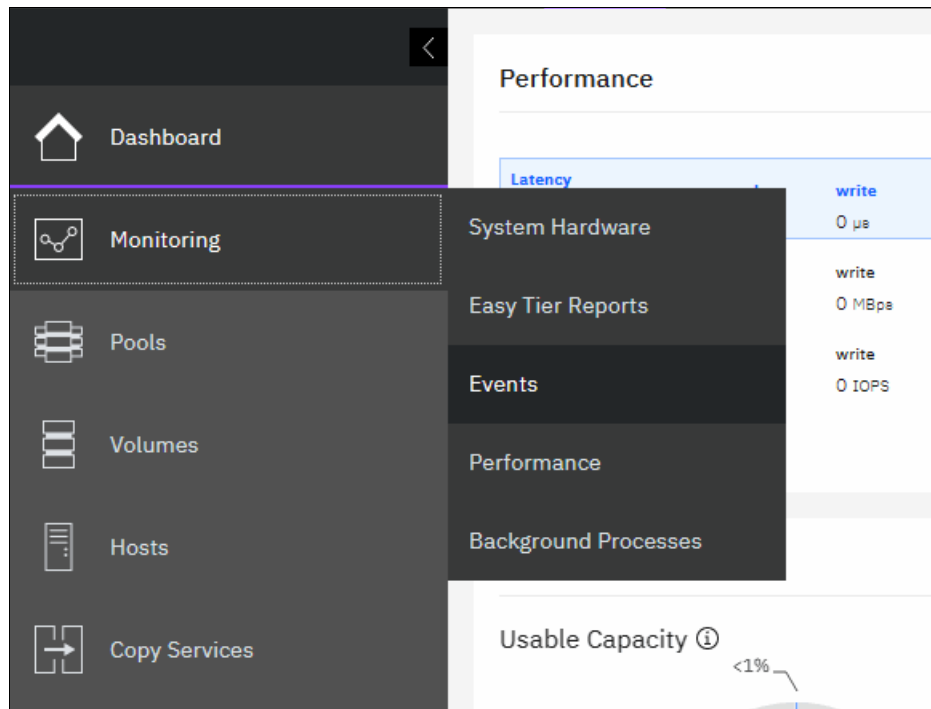 Dashboard
Monitoring
Pools
Volumes
Hosts
Copy Services
System Hardware
Easy Tier Reports
Events
Performance
Background Processes
Performance
Latency
write
0 µs
write
0 MBps
write
0 IOPS
Usable Capacity
<1%